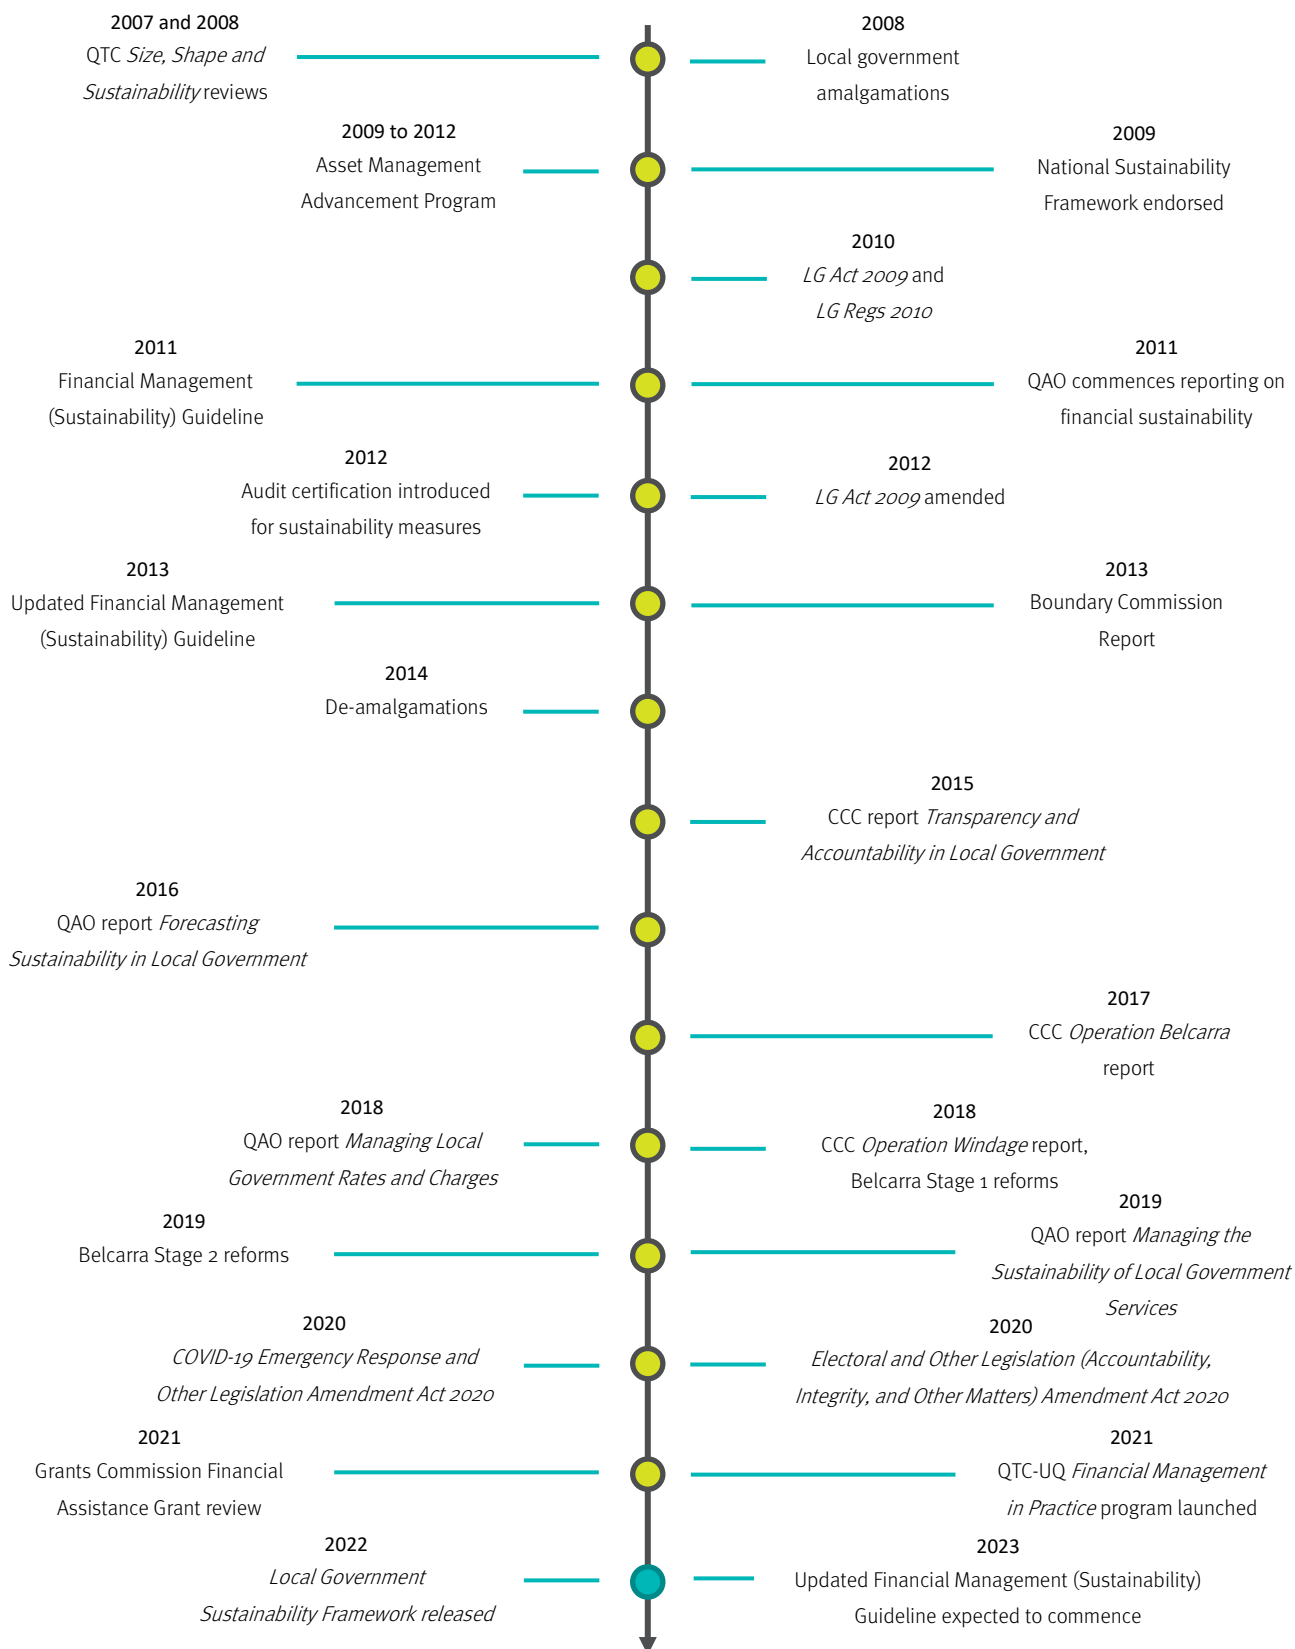 2007 and 2008
QTC Size, Shape and
Sustainability reviews
2008
Local government
amalgamations
2009 to 2012
Asset Management
Advancement Program
2009
National Sustainability
Framework endorsed
2010
LG Act 2009 and
LG Regs 2010
2011
Financial Management
(Sustainability) Guideline
2011
QAO commences reporting on
financial sustainability
2012
Audit certification introduced
for sustainability measures
2012
LG Act 2009 amended
2013
Updated Financial Management
(Sustainability) Guideline
2013
Boundary Commission
Report
2014
De-amalgamations
2015
CCC report Transparency and
Accountability in Local Government
2016
QAO report Forecasting
Sustainability in Local Government
2017
CCC Operation Belcarra
report
2018
QAO report Managing Local
Government Rates and Charges
2018
CCC Operation Windage report,
Belcarra Stage 1 reforms
2019
Belcarra Stage 2 reforms
2019
QAO report Managing the
Sustainability of Local Government
Services
2020
COVID-19 Emergency Response and
Other Legislation Amendment Act 2020
2020
Electoral and Other Legislation (Accountability,
Integrity, and Other Matters) Amendment Act 2020
2021
Grants Commission Financial
Assistance Grant review
2021
QTC-UQ Financial Management
in Practice program launched
2022
Local Government
Sustainability Framework released
2023
Updated Financial Management (Sustainability)
Guideline expected to commence